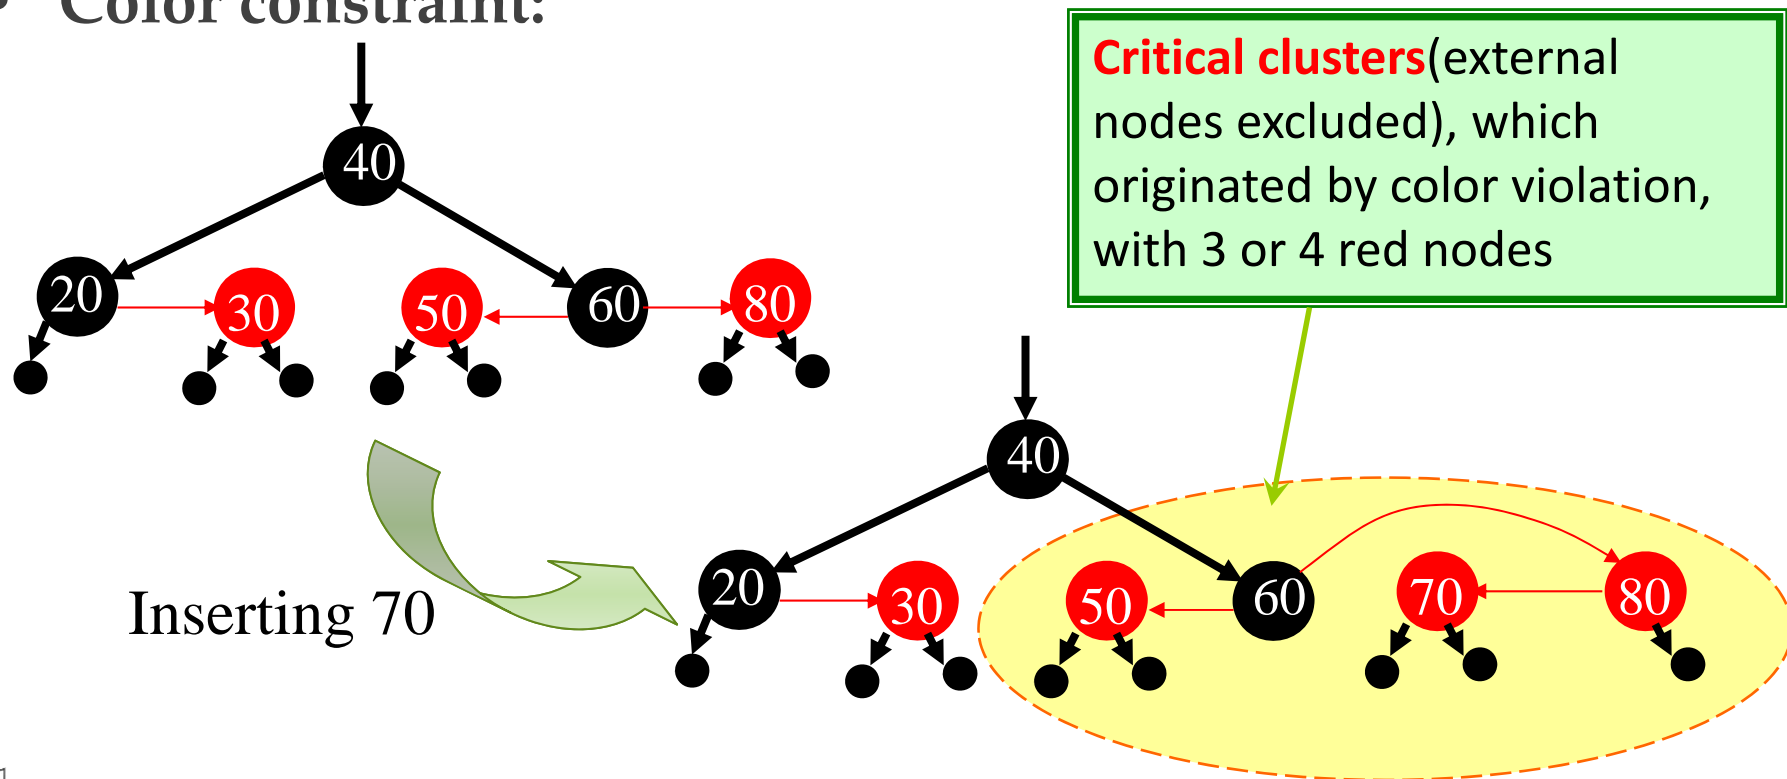 Color constraint:
Critical clusters(external
nodes excluded), which
originated by color violation,
with 3 or 4 red nodes
40
20
30
50
60
80
Inserting 70
40
20
30
50
60
70
80
1